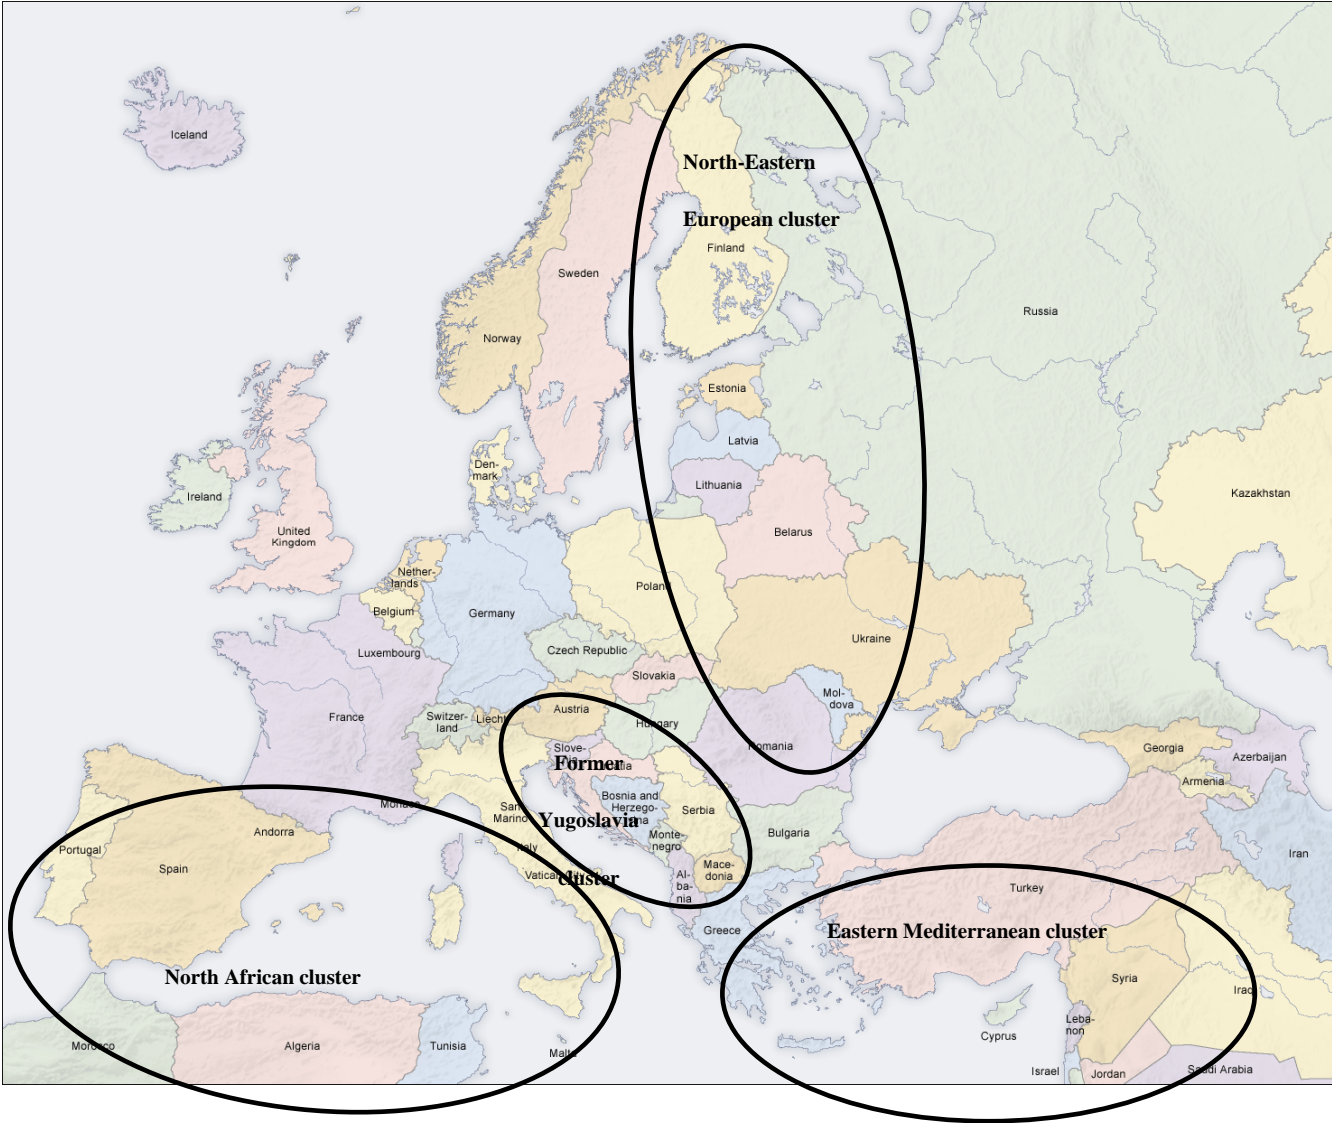 Iceland
North-Eastern
European cluster
Finland
Sweden
Russia
Norway
Estonia
Latvia
Den-
mark
Lithuania
Ireland
Kazakhstan
United
Kingdom
Belarus
Nether-
lands
Poland
Belgium
Germany
Ukraine
Czech Republic
Luxembourg
Slovakia
Mol-
dova
Austria
France
Switzer-
land
Liecht
Hungary
Romania
Slove-
Former
Georgia
Azerbaijan
Armenia
Bosnia and
Herzego-
Monaco
San
Marino
Serbia
Yugoslavia
Andorra
Monte-
negro
Bulgaria
Portugal
Italy
Iran
Spain
Vatican City
cluster
Mace-
donia
Al-
ba-
nia
Turkey
Greece
Eastern Mediterranean cluster
North African cluster
Syria
Iraq
Leba-
non
Cyprus
Morocco
Algeria
Tunisia
Malta
Israel
Jordan
Saudi Arabia